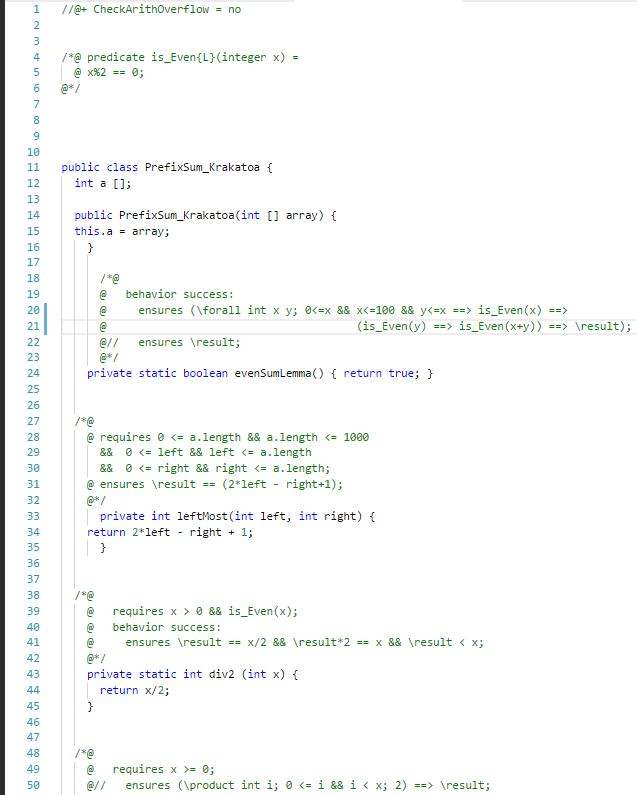 1 //@+ CheckArithOverflow = no
2
3
4 /*@ predicate is_Even{L}(integer x) =
5 @ x%2 == 0;
6 @*/
7
8
9
10
11 public class PrefixSum_Krakatoa {
12 int a [];
13
14 public PrefixSum_Krakatoa(int [] array) {
15 this.a = array;
16 }
17
18 /*@
19 @ behavior success:
20 @ ensures (\forall int x y; 0<=x && x<=100 && y<=x ==> is_Even(x) ==>
21 @ (is_Even(y) ==> is_Even(x+y)) ==> \result);
22 @// ensures \result;
23 @*/
24 private static boolean evenSumLemma() { return true; }
25
26
27 /*@
28 @ requires 0 <= a.length && a.length <= 1000
29 && 0 <= left && left <= a.length
30 && 0 <= right && right <= a.length;
31 @ ensures \result == (2*left - right+1);
32 @*/
33 private int leftMost(int left, int right) {
34 return 2*left - right + 1;
35 }
36
37
38 /*@
39 @ requires x > 0 && is_Even(x);
40 @ behavior success:
41 @ ensures \result == x/2 && \result*2 == x && \result < x;
42 @*/
43 private static int div2 (int x) {
44 return x/2;
45 }
46
47
48 /*@
49 @ requires x >= 0;
50 @// ensures (\product int i; 0 <= i && i < x; 2) ==> \result;